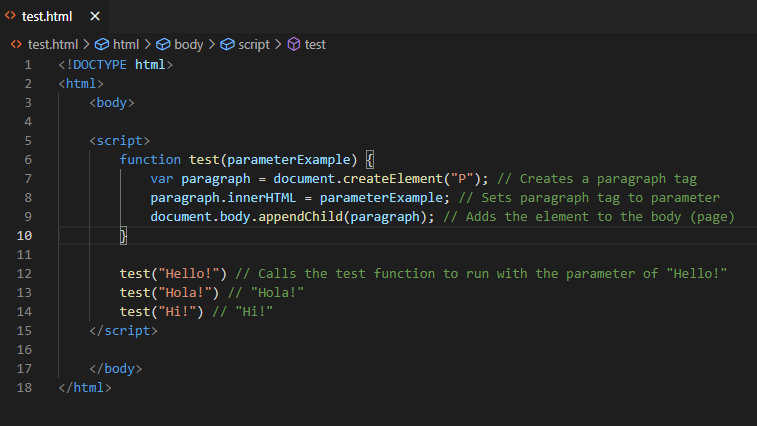 test.html
test.html > html > body > script > test
1 <!DOCTYPE html>
2 <html>
3     <body>
4
5     <script>
6         function test(parameterExample) {
7             var paragraph = document.createElement("P"); // Creates a paragraph tag
8             paragraph.innerHTML = parameterExample; // Sets paragraph tag to parameter
9             document.body.appendChild(paragraph); // Adds the element to the body (page)
10         }
11
12         test("Hello!") // Calls the test function to run with the parameter of "Hello!"
13         test("Hola!") // "Hola!"
14         test("Hi!") // "Hi!"
15     </script>
16
17     </body>
18 </html>